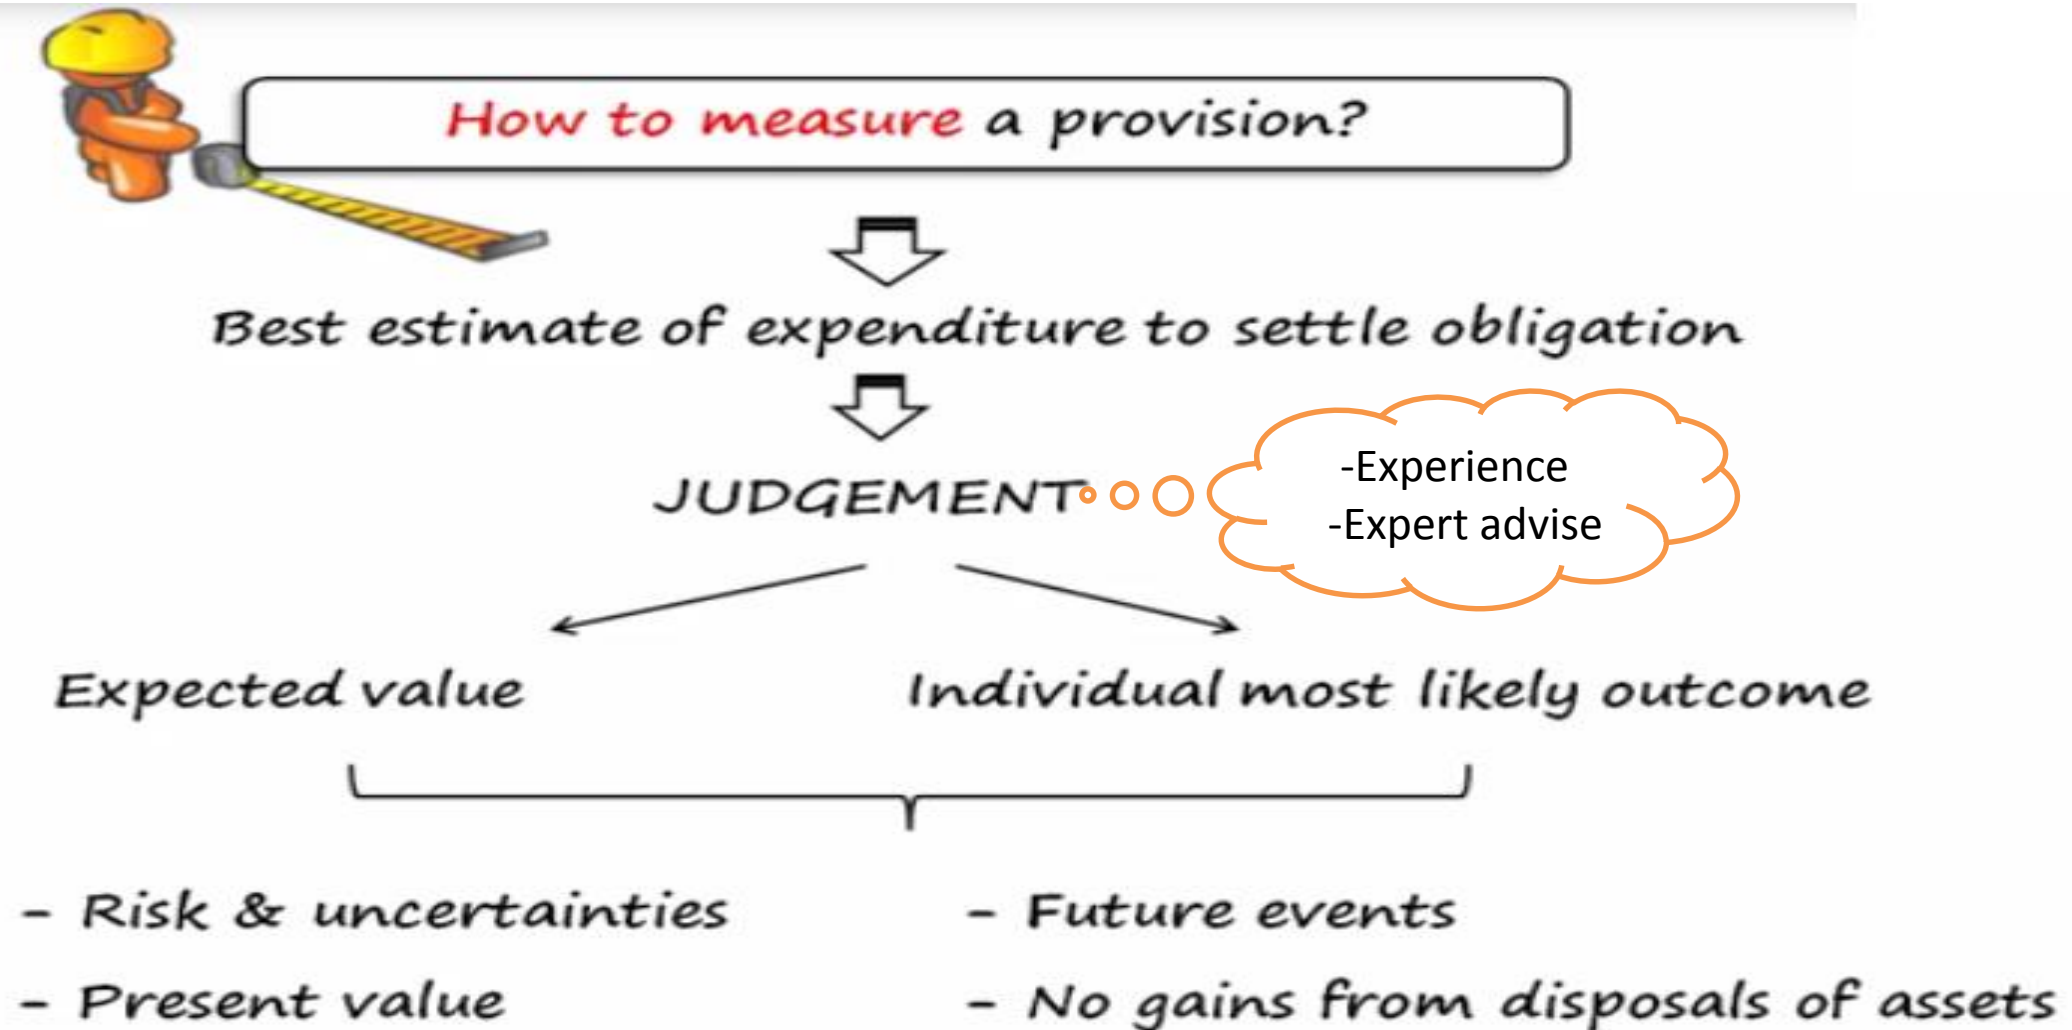 How to measure a provision?
Best estimate of expenditure to settle obligation
JUDGEMENT
-Experience
-Expert advise
Expected value
Individual most likely outcome
- Risk & uncertainties
- Future events
- Present value
- No gains from disposals of assets